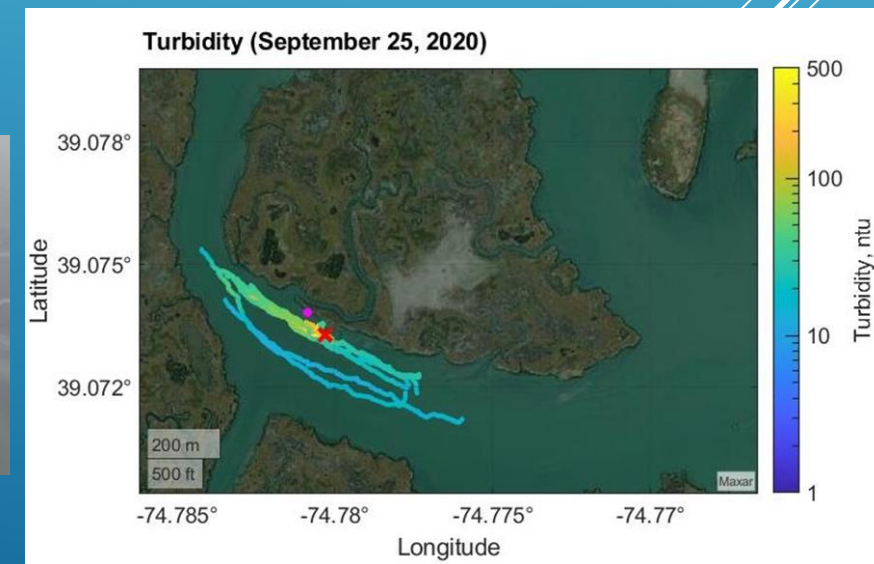 Turbidity (September 25, 2020)
500
39.078°
100
39.075°
10
39.072°
200 m
500 ft
Maxar
1
-74.785°
-74.78°
-74.775°
-74.77°
Latitude
Longitude
Turbidity, ntu